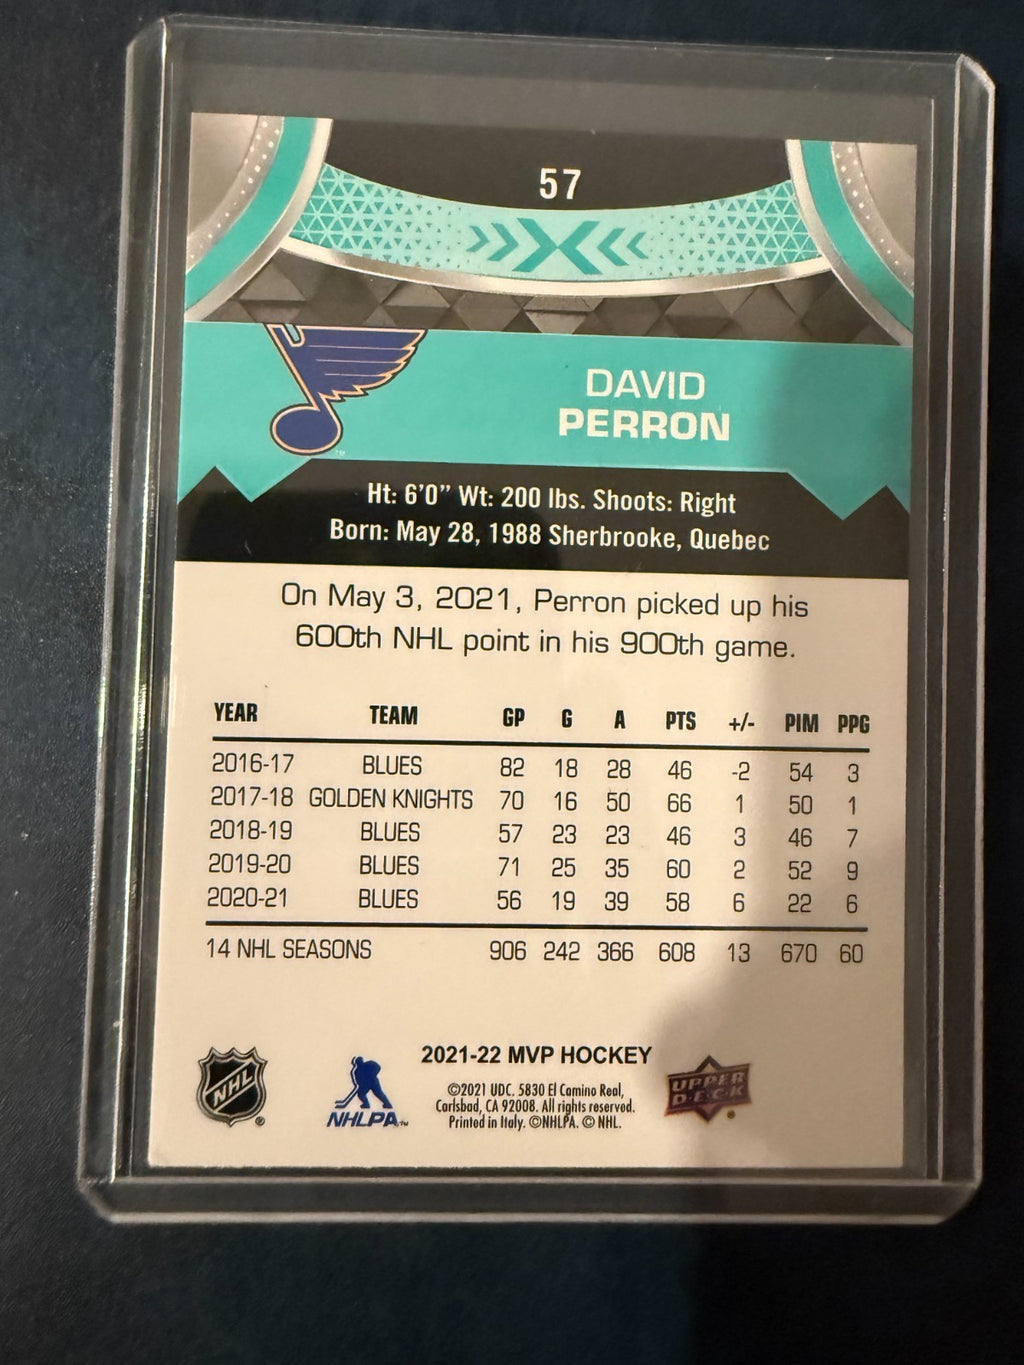 57
DAVID
PERRON
Ht: 6'0" Wt: 200 lbs. Shoots: Right
Born: May 28, 1988 Sherbrooke, Quebec
On May 3, 2021, Perron picked up his
600th NHL point in his 900th game.
YEAR TEAM GP G A PTS +/- PIM PPG
2016-17 BLUES 82 18 28 46 -2 54 3
2017-18 GOLDEN KNIGHTS 70 16 50 66 1 50 1
2018-19 BLUES 57 23 23 46 3 46 7
2019-20 BLUES 71 25 35 60 2 52 9
2020-21 BLUES 56 19 39 58 6 22 6
14 NHL SEASONS 906 242 366 608 13 670 60
2021-22 MVP HOCKEY
©2021 UDC. 5830 El Camino Real,
Carlsbad, CA 92008. All rights reserved.
Printed in Italy. ©NHLPA. © NHL.
NHL
NHLPA™
UPPER
DECK